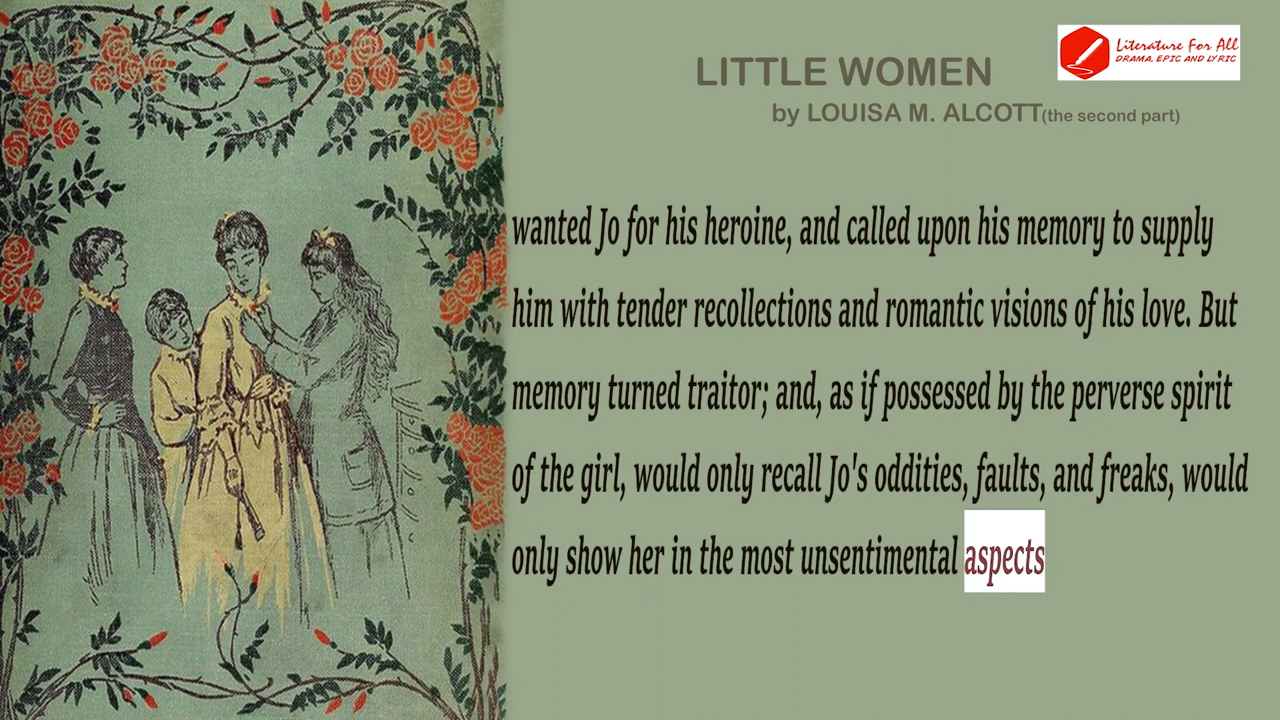 LITTLE WOMEN
by LOUISA M. ALCOTT(the second part)
Literature For All
DRAMA, EPIC AND LYRIC
wanted Jo for his heroine, and called upon his memory to supply
him with tender recollections and romantic visions of his love. But
memory turned traitor; and, as if possessed by the perverse spirit
of the girl, would only recall Jo's oddities, faults, and freaks, would
only show her in the most unsentimental aspects